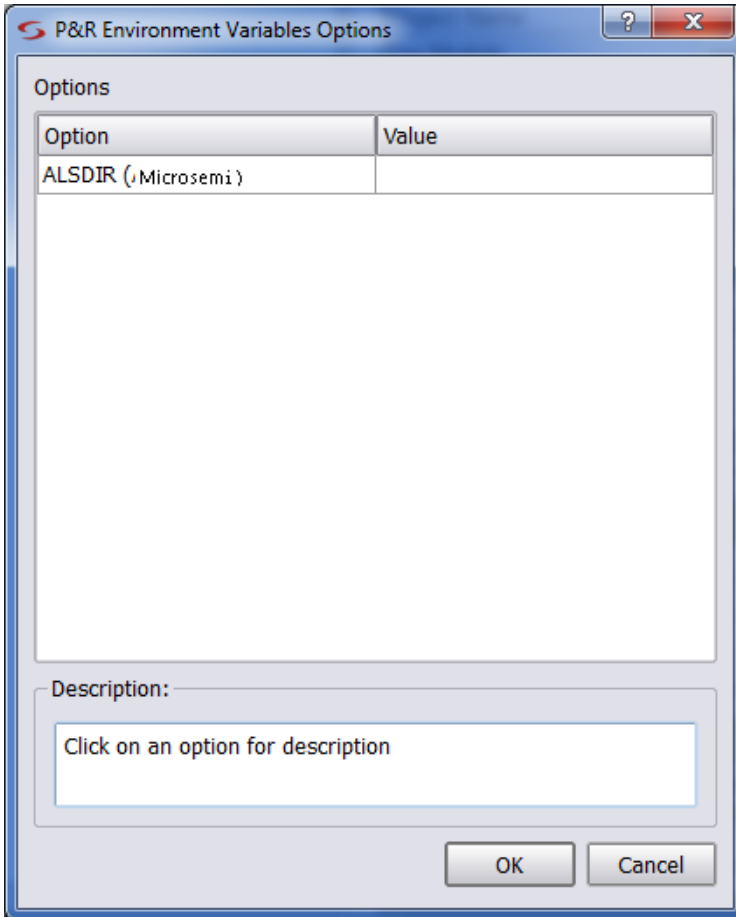 P&R Environment Variables Options
?
X
Options
Option Value
ALSDIR (Microsemi)
Description:
Click on an option for description
OK Cancel